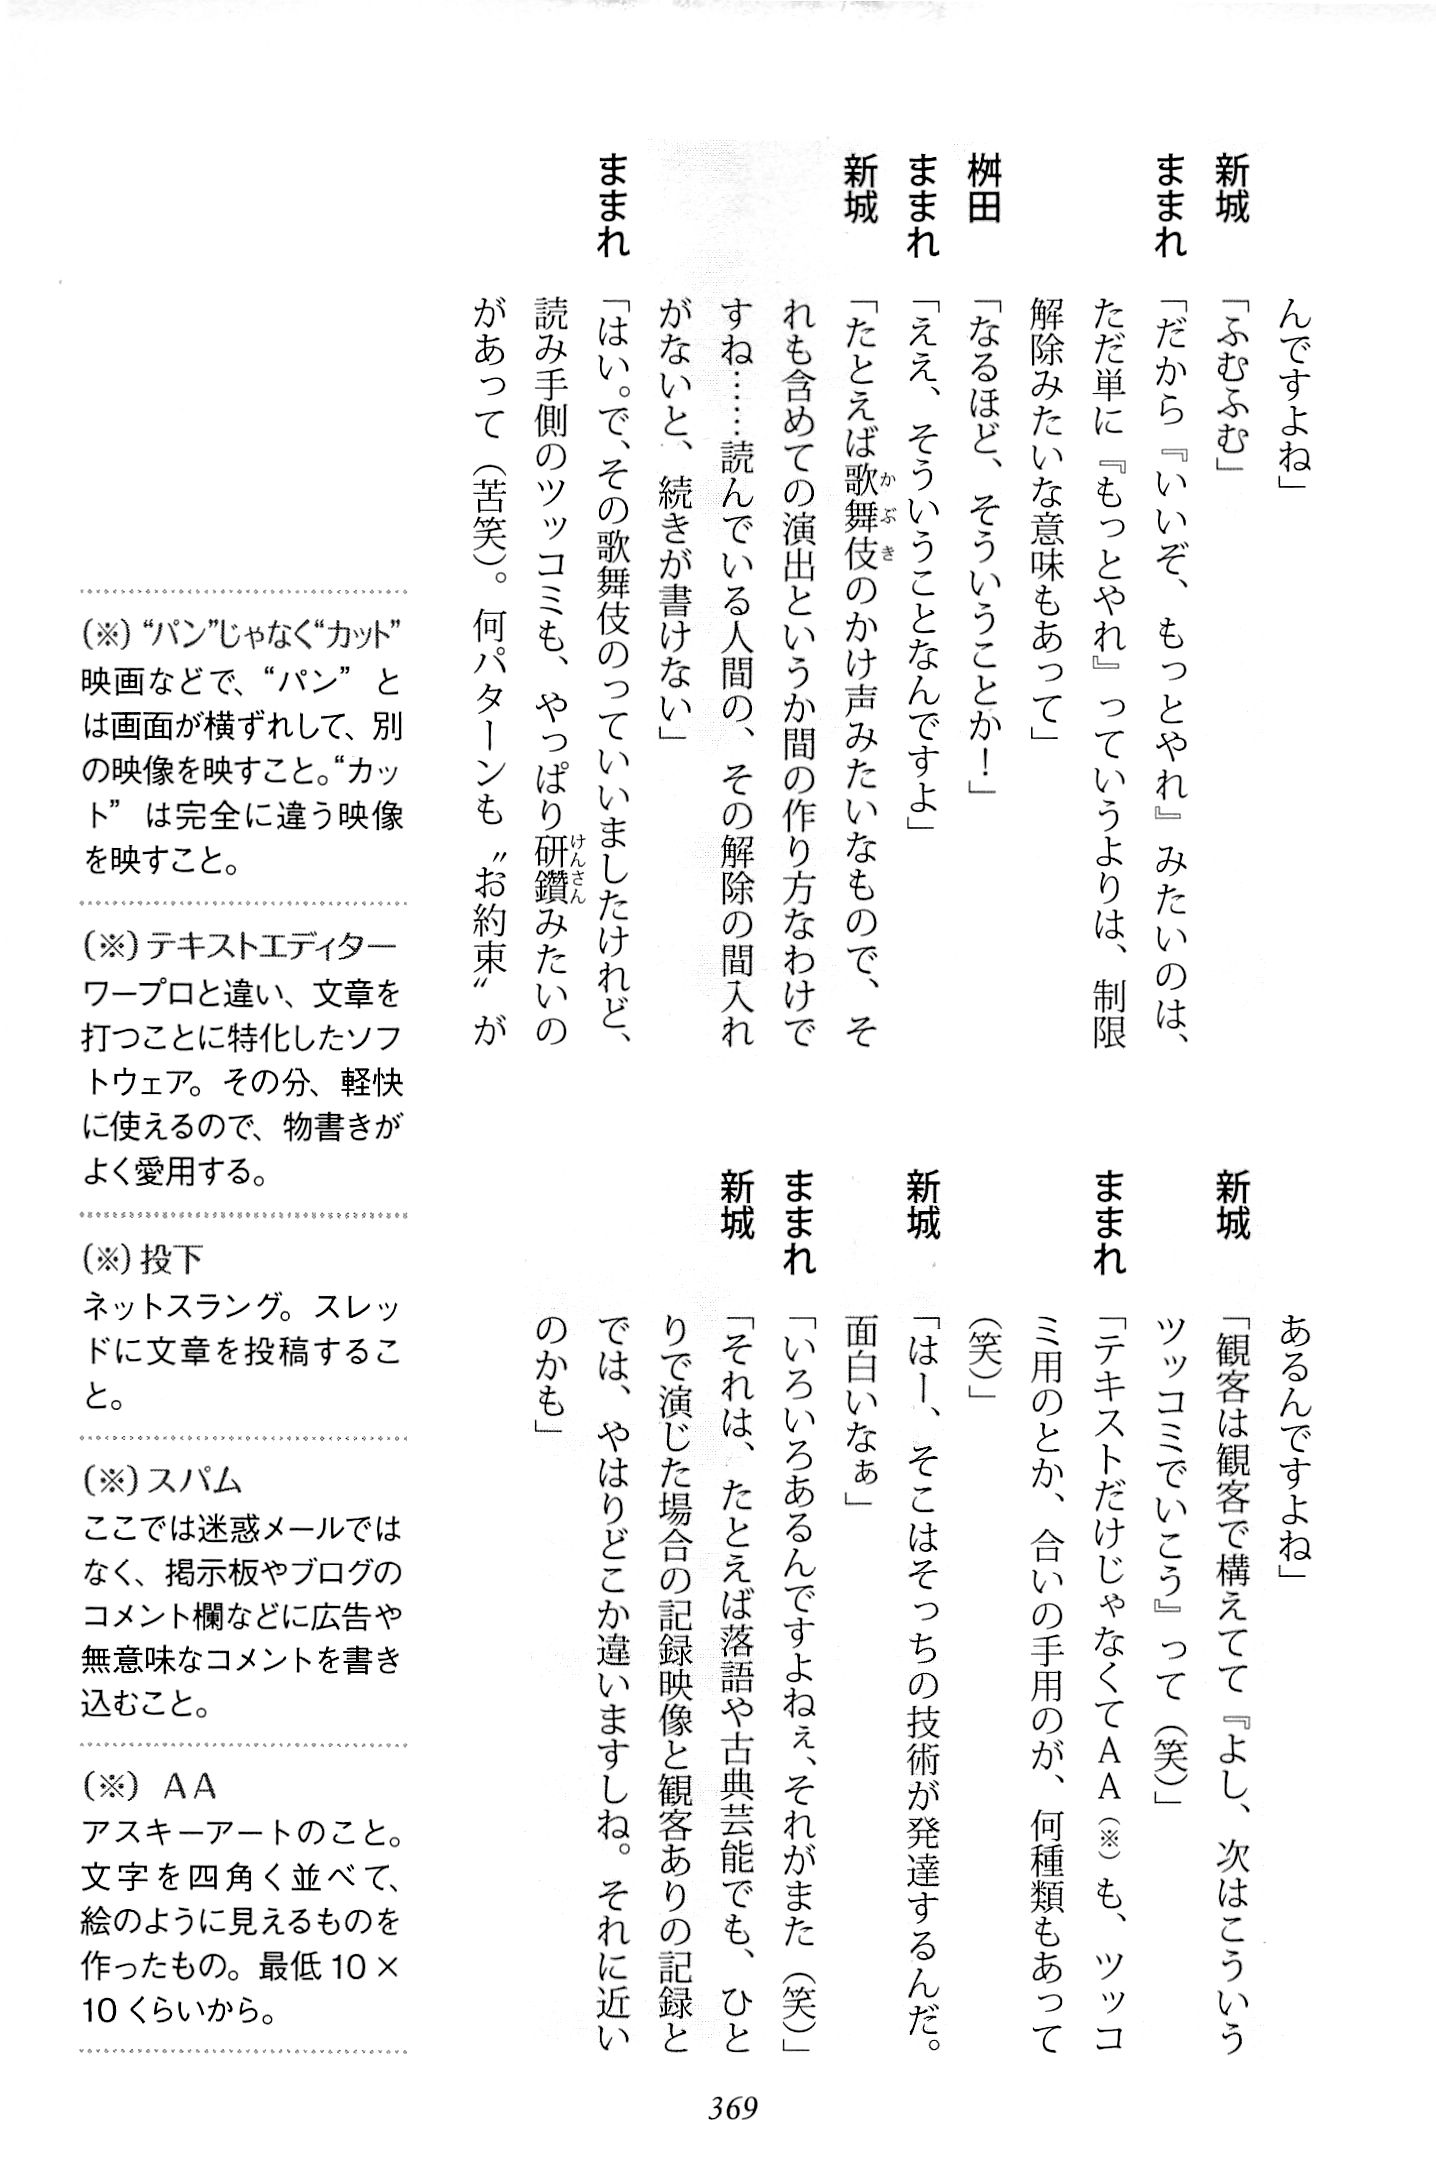 んですよね」
新城　「ふむふむ」
ままれ　「だから『いいぞ、もっとやれ』みたいのは、
ただ単に『もっとやれ』っていうよりは、制限
解除みたいな意味もあって」
桝田　「なるほど、そういうことか！」
ままれ　「ええ、そういうことなんですよ」
新城　「たとえば歌舞伎のかけ声みたいなもので、そ
かぶき
れも含めての演出というか間の作り方なわけで
すね……読んでいる人間の、その解除の間入れ
がないと、続きが書けない」
ままれ　「はい。で、その歌舞伎のっていいましたけれど、
読み手側のツッコミも、やっぱり研鑽みたいの
けんさん
があって（苦笑）。何パターンも〝お約束〟が
あるんですよね」
新城　「観客は観客で構えてて『よし、次はこういう
ツッコミでいこう』って（笑）」
ままれ　「テキストだけじゃなくてＡＡ（※）も、ツッコ
ミ用のとか、合いの手用のが、何種類もあって
（笑）」
新城　「はー、そこはそっちの技術が発達するんだ。
面白いなぁ」
ままれ　「いろいろあるんですよねぇ、それがまた（笑）」
新城　「それは、たとえば落語や古典芸能でも、ひと
りで演じた場合の記録映像と観客ありの記録と
では、やはりどこか違いますしね。それに近い
のかも」
（※）“パン”じゃなく“カット”
映画などで、“パン”と
は画面が横ずれして、別
の映像を映すこと。“カッ
ト”は完全に違う映像
を映すこと。
（※）テキストエディター
ワープロと違い、文章を
打つことに特化したソフ
トウェア。その分、軽快
に使えるので、物書きが
よく愛用する。
（※）投下
ネットスラング。スレッ
ドに文章を投稿するこ
と。
（※）スパム
ここでは迷惑メールでは
なく、掲示板やブログの
コメント欄などに広告や
無意味なコメントを書き
込むこと。
（※）ＡＡ
アスキーアートのこと。
文字を四角く並べて、
絵のように見えるものを
作ったもの。最低10×
10くらいから。
369